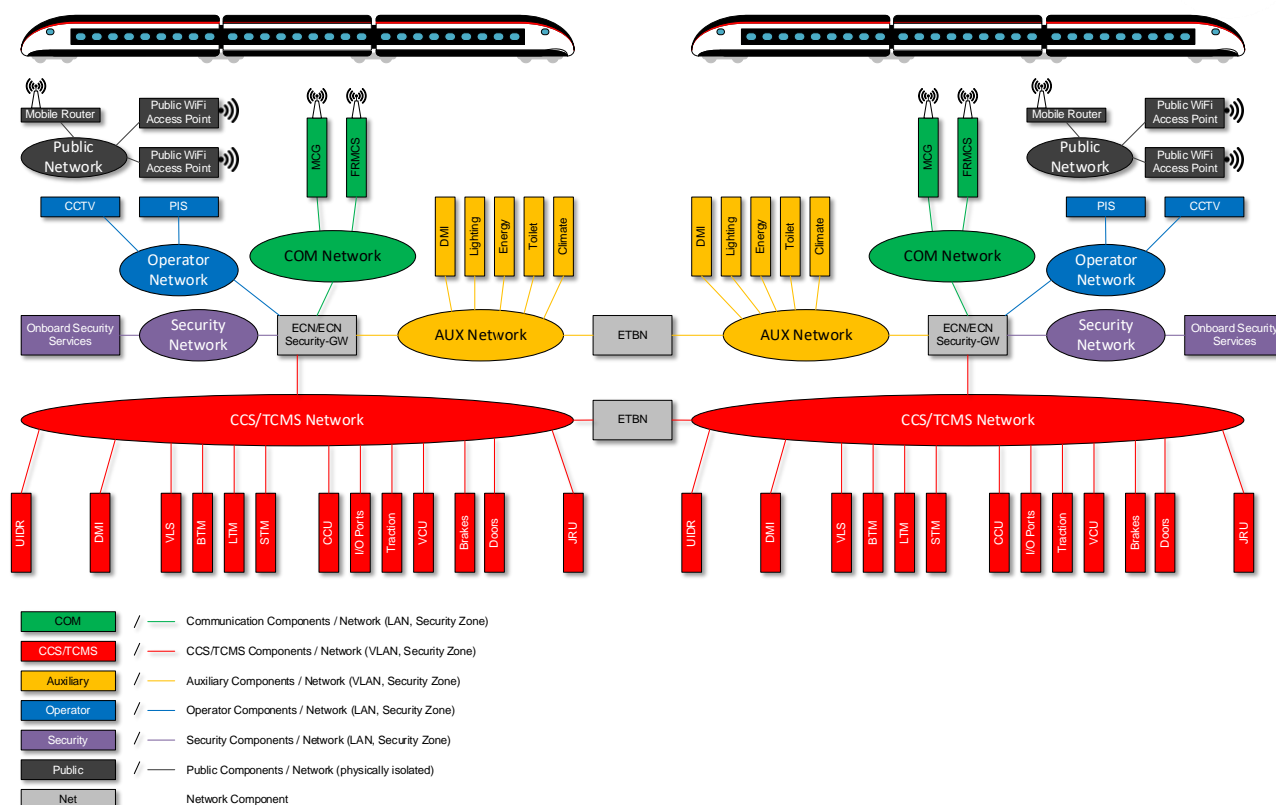 Mobile Router
Public WiFi
Access Point
Public
Network
Public WiFi
Access Point
MCG
FRMCS
CCTV
PIS
Operator
Network
COM Network
DMI
Lighting
Energy
Toilet
Climate
Onboard Security
Services
Security
Network
ECN/ECN
Security-GW
AUX Network
ETBN
DMI
Lighting
Energy
Toilet
Climate
AUX Network
MCG
FRMCS
COM Network
Mobile Router
Public WiFi
Access Point
Public
Network
Public WiFi
Access Point
PIS
CCTV
Operator
Network
ECN/ECN
Security-GW
Security
Network
Onboard Security
Services
CCS/TCMS Network
ETBN
CCS/TCMS Network
UIDR
DMI
VLS
BTM
LTM
STM
CCU
I/O Ports
Traction
VCU
Brakes
Doors
JRU
UIDR
DMI
VLS
BTM
LTM
STM
CCU
I/O Ports
Traction
VCU
Brakes
Doors
JRU
COM / Communication Components / Network (LAN, Security Zone)
CCS/TCMS / CCS/TCMS Components / Network (VLAN, Security Zone)
Auxiliary / Auxiliary Components / Network (VLAN, Security Zone)
Operator / Operator Components / Network (LAN, Security Zone)
Security / Security Components / Network (LAN, Security Zone)
Public / Public Components / Network (physically isolated)
Net Network Component